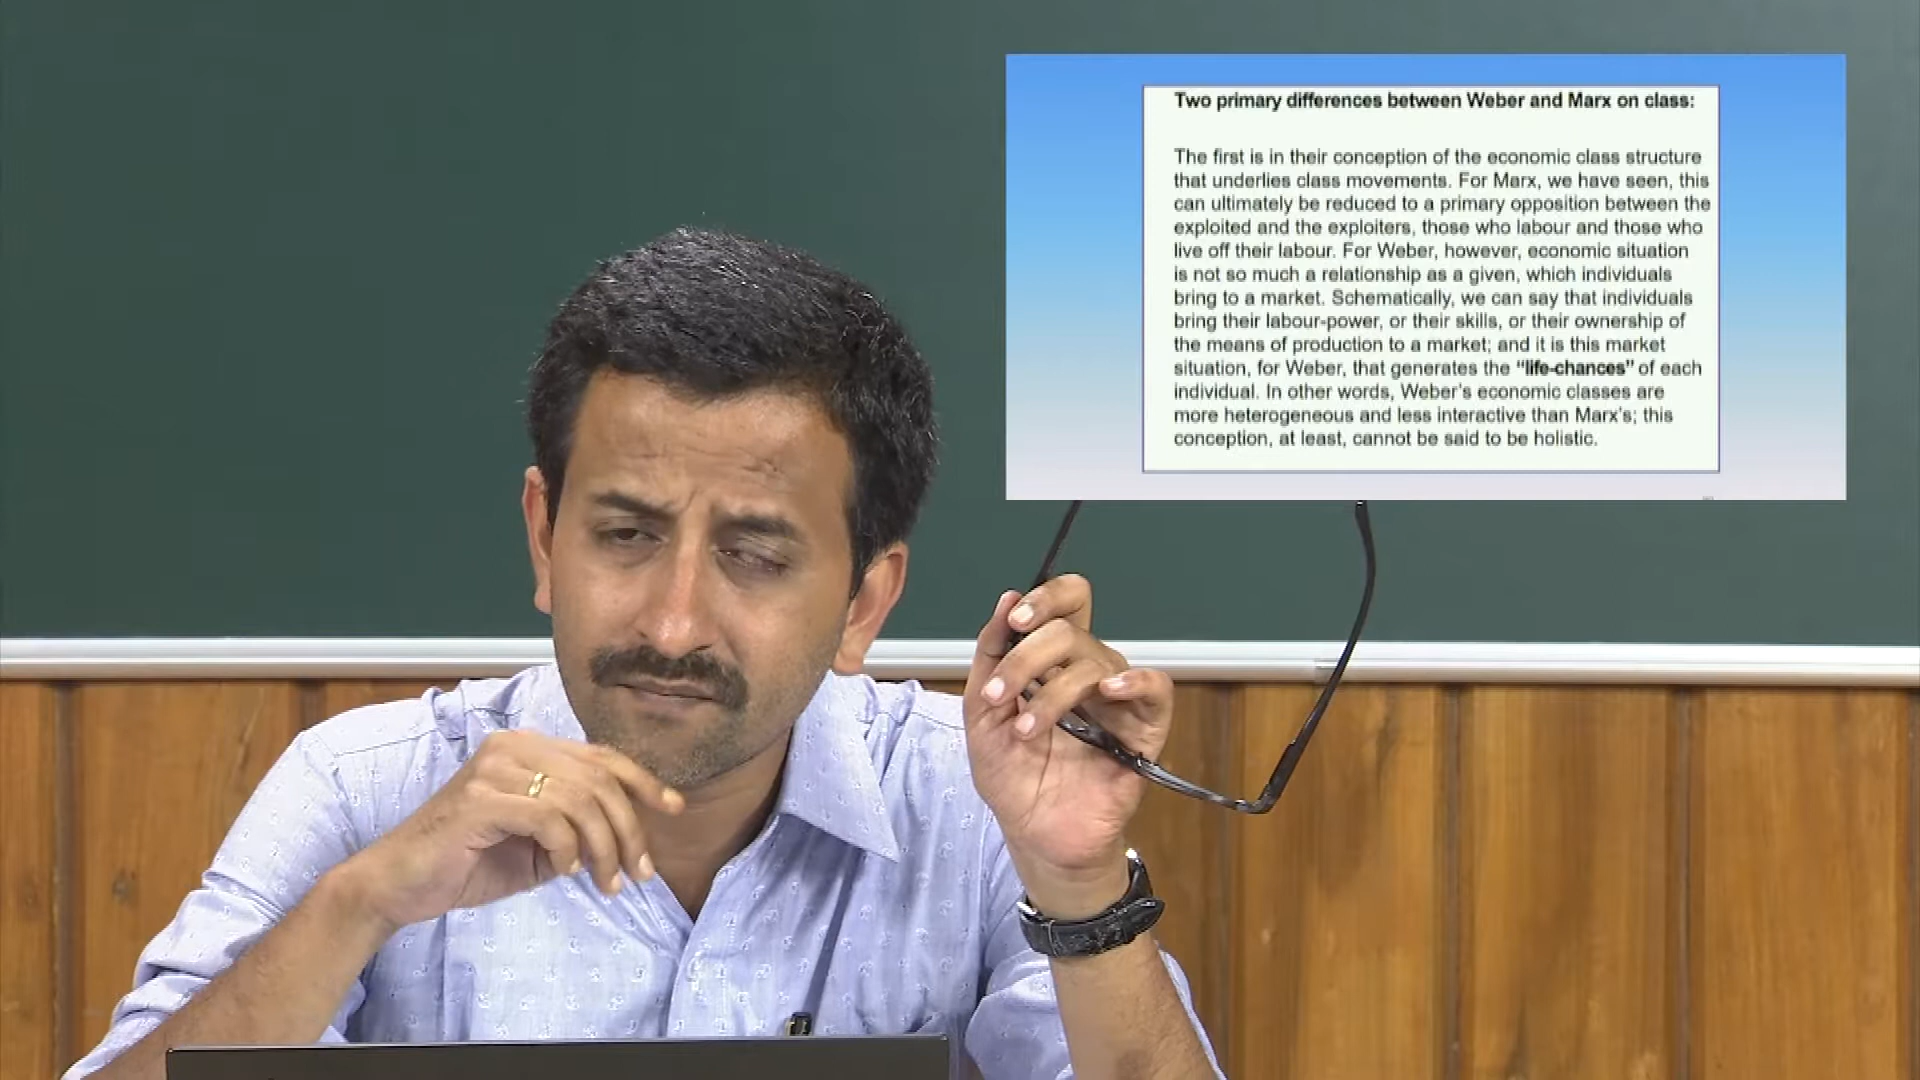 Two primary differences between Weber and Marx on class:
The first is in their conception of the economic class structure
that underlies class movements. For Marx, we have seen, this
can ultimately be reduced to a primary opposition between the
exploited and the exploiters, those who labour and those who
live off their labour. For Weber, however, economic situation
is not so much a relationship as a given, which individuals
bring to a market. Schematically, we can say that individuals
bring their labour-power, or their skills, or their ownership of
the means of production to a market; and it is this market
situation, for Weber, that generates the “life-chances” of each
individual. In other words, Weber’s economic classes are
more heterogeneous and less interactive than Marx’s; this
conception, at least, cannot be said to be holistic.